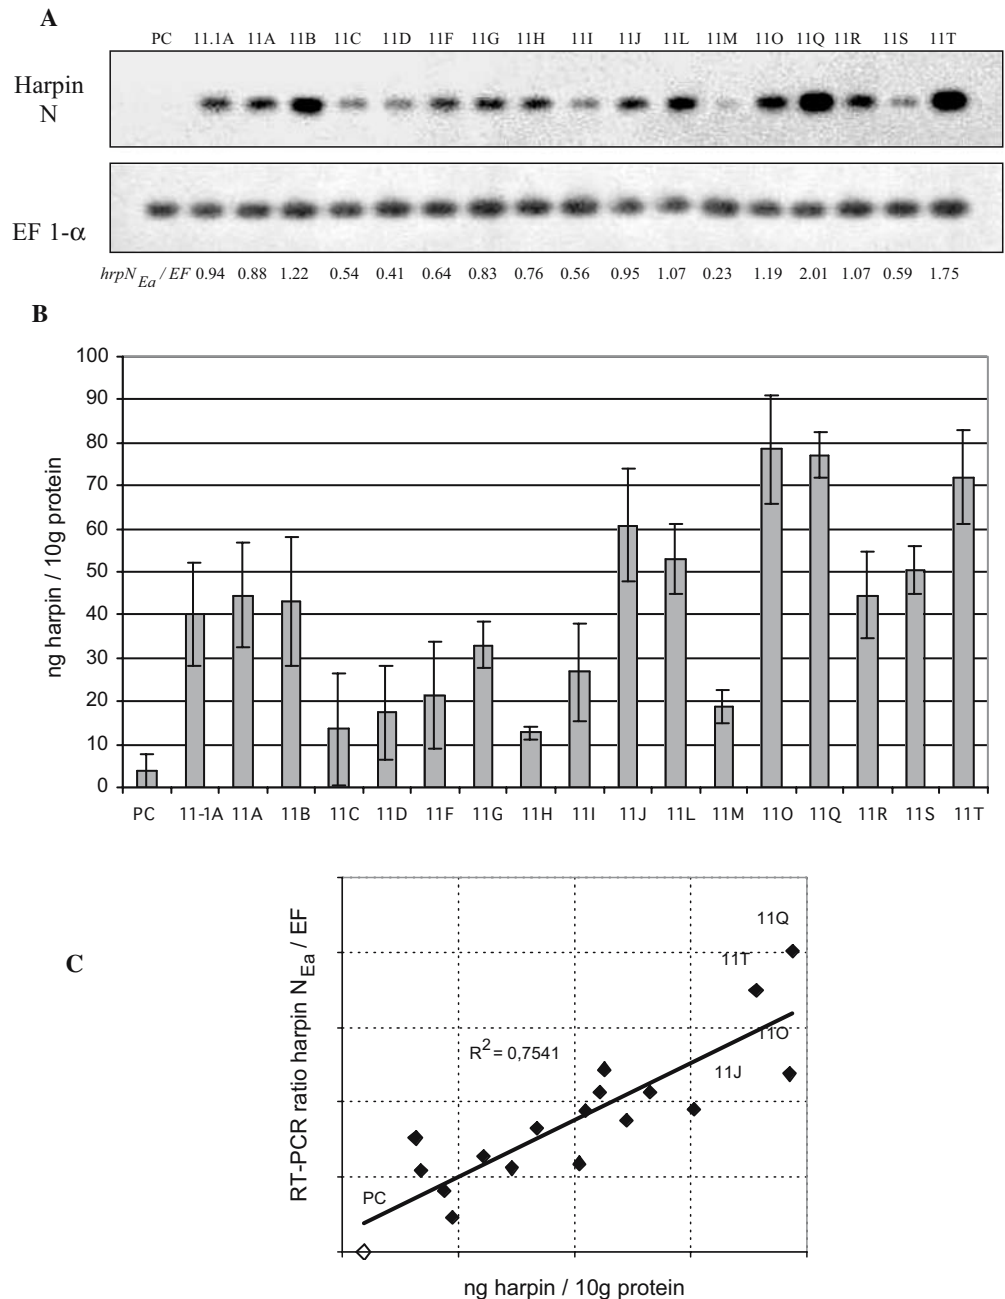 A
PC 11.1A 11A 11B 11C 11D 11F 11G 11H 11I 11J 11L 11M 11O 11Q 11R 11S 11T
Harpin
N
EF 1-α
hrpN Ea / EF 0.94 0.88 1.22 0.54 0.41 0.64 0.83 0.76 0.56 0.95 1.07 0.23 1.19 2.01 1.07 0.59 1.75
B
ng harpin / 10g protein
100
90
80
70
60
50
40
30
20
10
0
PC 11-1A 11A 11B 11C 11D 11F 11G 11H 11I 11J 11L 11M 11O 11Q 11R 11S 11T
C
RT-PCR ratio harpin N Ea / EF
11Q
11T
11O
R² = 0,7541
11J
PC
ng harpin / 10g protein